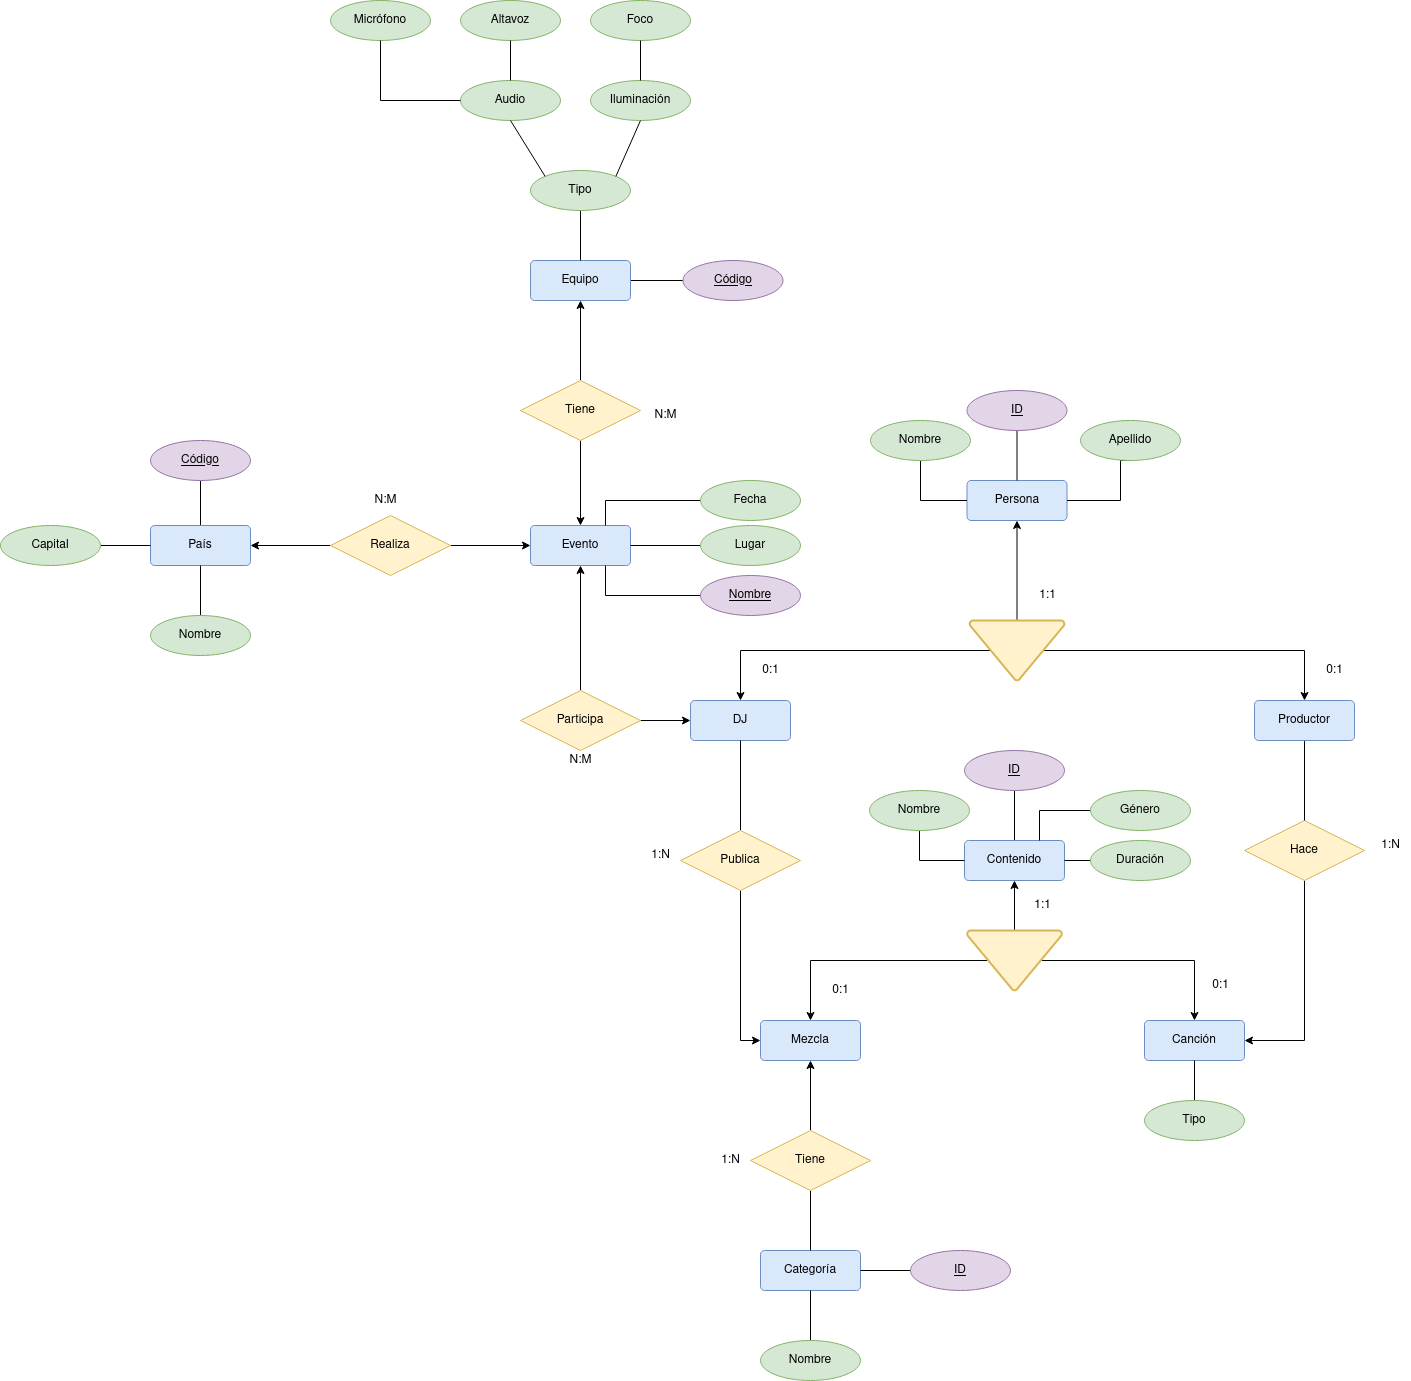 Micrófono
Altavoz
Foco
Audio
Iluminación
Tipo
Equipo
Código
Tiene
N:M
ID
Nombre
Apellido
Persona
Código
N:M
Fecha
Capital
País
Realiza
Evento
Lugar
Nombre
Nombre
1:1
0:1
0:1
Participa
N:M
DJ
Productor
ID
Nombre
Género
1:N
Publica
Contenido
Duración
Hace
1:N
1:1
0:1
0:1
Mezcla
Canción
Tipo
1:N
Tiene
Categoría
ID
Nombre